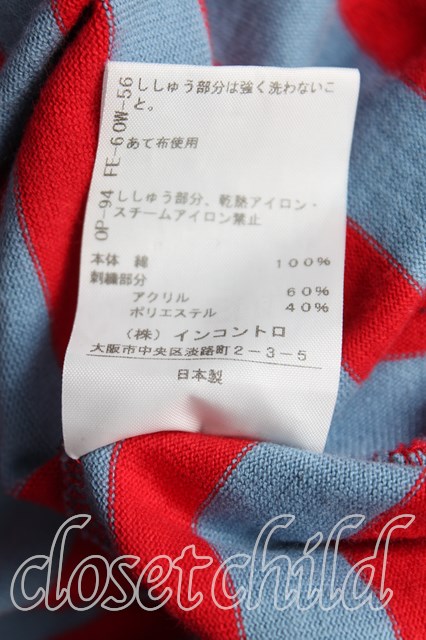 ししゅう部分は強く洗わないこ
と。
あて布使用
ししゅう部分、乾熱アイロン・
スチームアイロン禁止
本体 綿 100%
刺繍部分
アクリル 60%
ポリエステル 40%
(株)インコントロ
大阪市中央区淡路町2-3-5
日本製
OP-94 FE-60W-56
closetchild